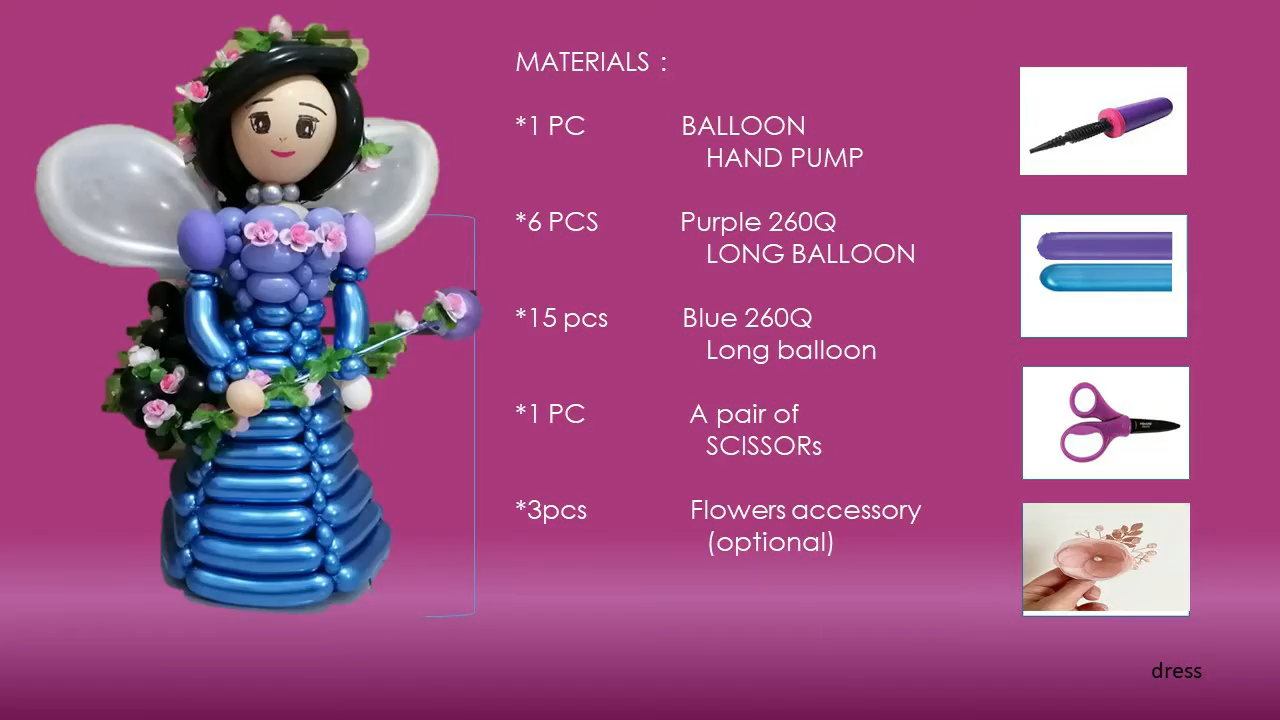 MATERIALS :
*1 PC BALLOON
HAND PUMP
*6 PCS Purple 260Q
LONG BALLOON
*15 pcs Blue 260Q
Long balloon
*1 PC A pair of
SCISSORs
*3pcs Flowers accessory
(optional)
dress